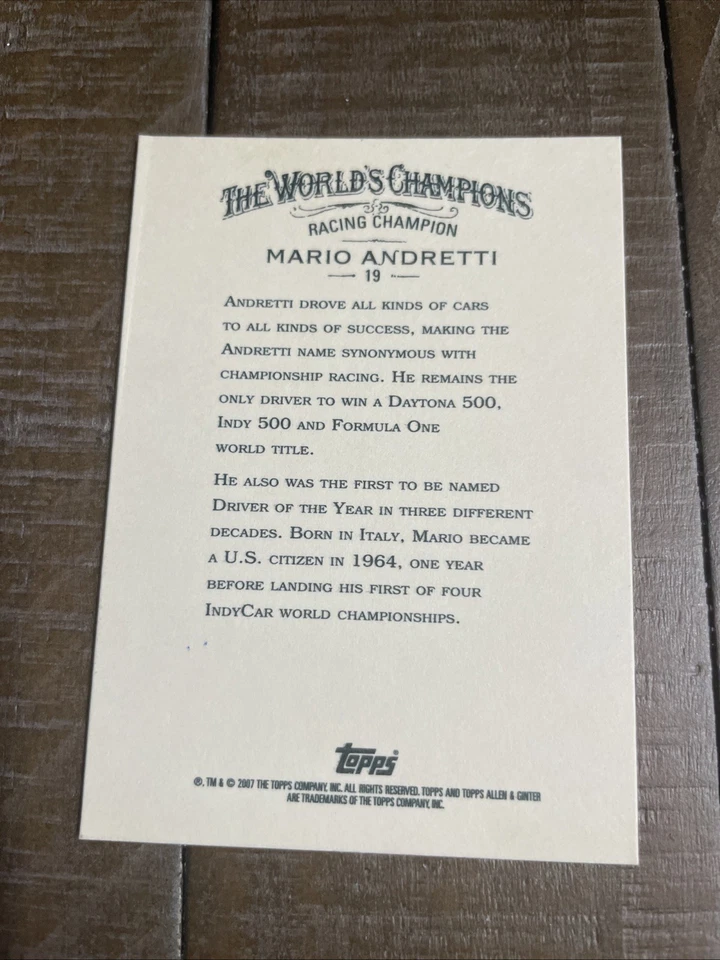 THE WORLD'S CHAMPIONS
RACING CHAMPION
MARIO ANDRETTI
19
ANDRETTI DROVE ALL KINDS OF CARS
TO ALL KINDS OF SUCCESS, MAKING THE
ANDRETTI NAME SYNONYMOUS WITH
CHAMPIONSHIP RACING. HE REMAINS THE
ONLY DRIVER TO WIN A DAYTONA 500,
INDY 500 AND FORMULA ONE
WORLD TITLE.
HE ALSO WAS THE FIRST TO BE NAMED
DRIVER OF THE YEAR IN THREE DIFFERENT
DECADES. BORN IN ITALY, MARIO BECAME
A U.S. CITIZEN IN 1964, ONE YEAR
BEFORE LANDING HIS FIRST OF FOUR
INDYCAR WORLD CHAMPIONSHIPS.
Topps®
®, TM & © 2007 THE TOPPS COMPANY, INC. ALL RIGHTS RESERVED. TOPPS AND TOPPS ALLEN & GINTER
ARE TRADEMARKS OF THE TOPPS COMPANY, INC.